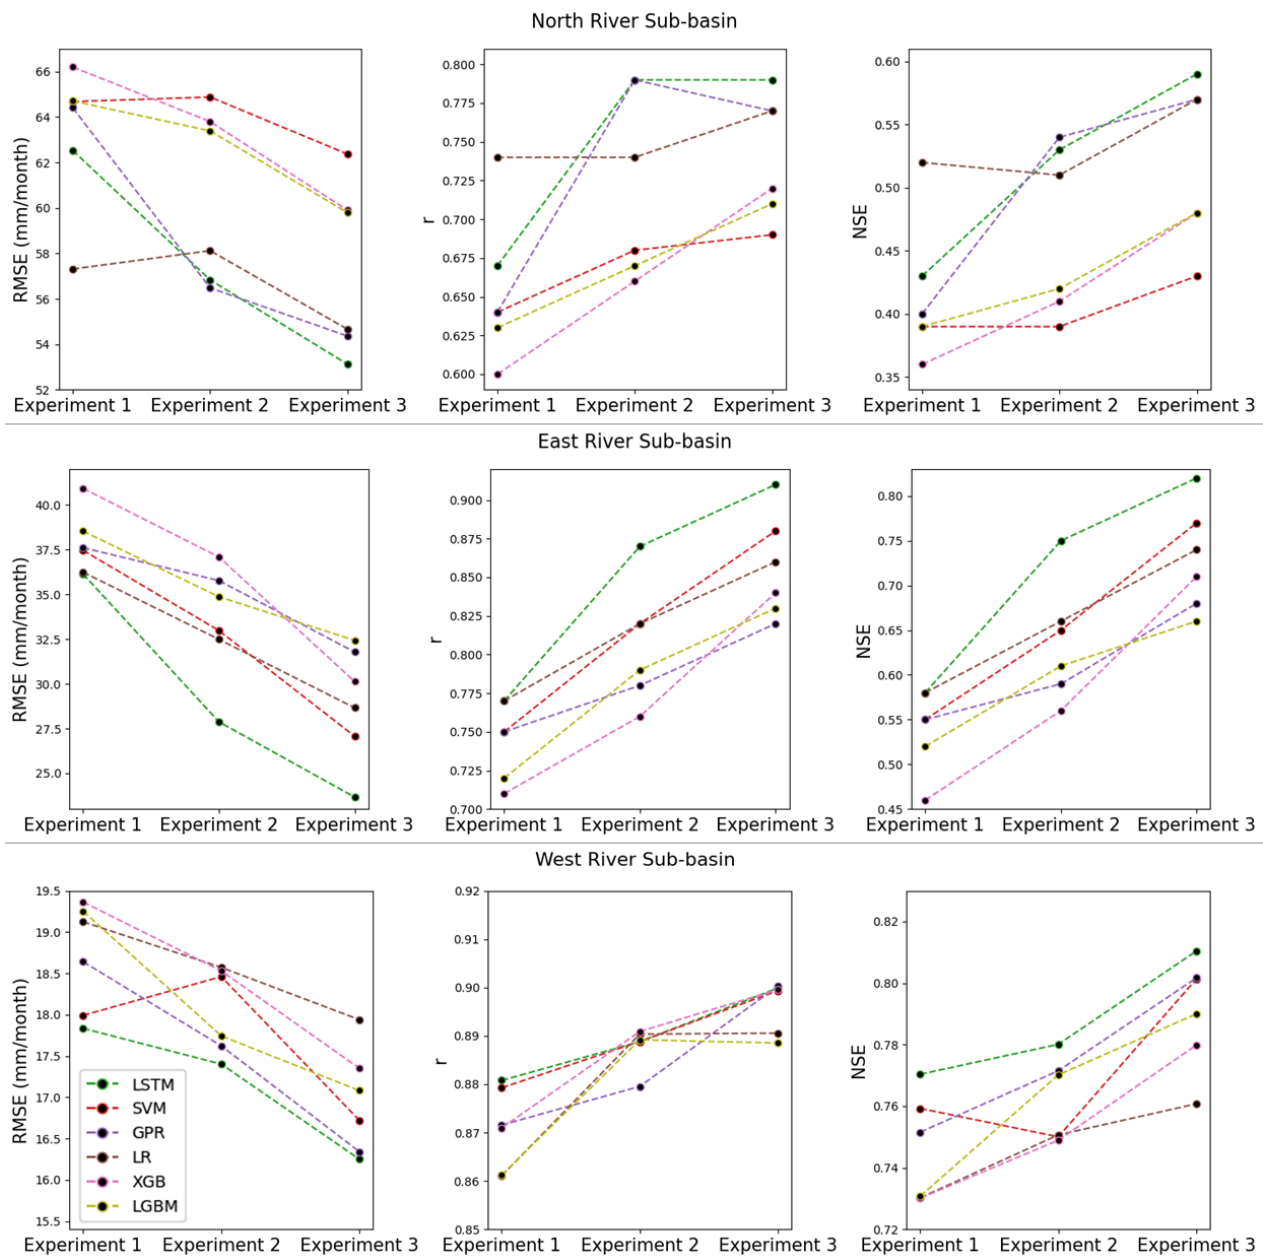 North River Sub-basin
RMSE (mm/month)
66
64
62
60
58
56
54
52
Experiment 1 Experiment 2 Experiment 3
r
0.800
0.775
0.750
0.725
0.700
0.675
0.650
0.625
0.600
Experiment 1 Experiment 2 Experiment 3
NSE
0.60
0.55
0.50
0.45
0.40
0.35
Experiment 1 Experiment 2 Experiment 3
East River Sub-basin
RMSE (mm/month)
40.0
37.5
35.0
32.5
30.0
27.5
25.0
Experiment 1 Experiment 2 Experiment 3
r
0.900
0.875
0.850
0.825
0.800
0.775
0.750
0.725
0.700
Experiment 1 Experiment 2 Experiment 3
NSE
0.80
0.75
0.70
0.65
0.60
0.55
0.50
0.45
Experiment 1 Experiment 2 Experiment 3
West River Sub-basin
RMSE (mm/month)
19.5
19.0
18.5
18.0
17.5
17.0
16.5
16.0
15.5
LSTM
SVM
GPR
LR
XGB
LGBM
Experiment 1 Experiment 2 Experiment 3
r
0.92
0.91
0.90
0.89
0.88
0.87
0.86
0.85
Experiment 1 Experiment 2 Experiment 3
NSE
0.82
0.80
0.78
0.76
0.74
0.72
Experiment 1 Experiment 2 Experiment 3